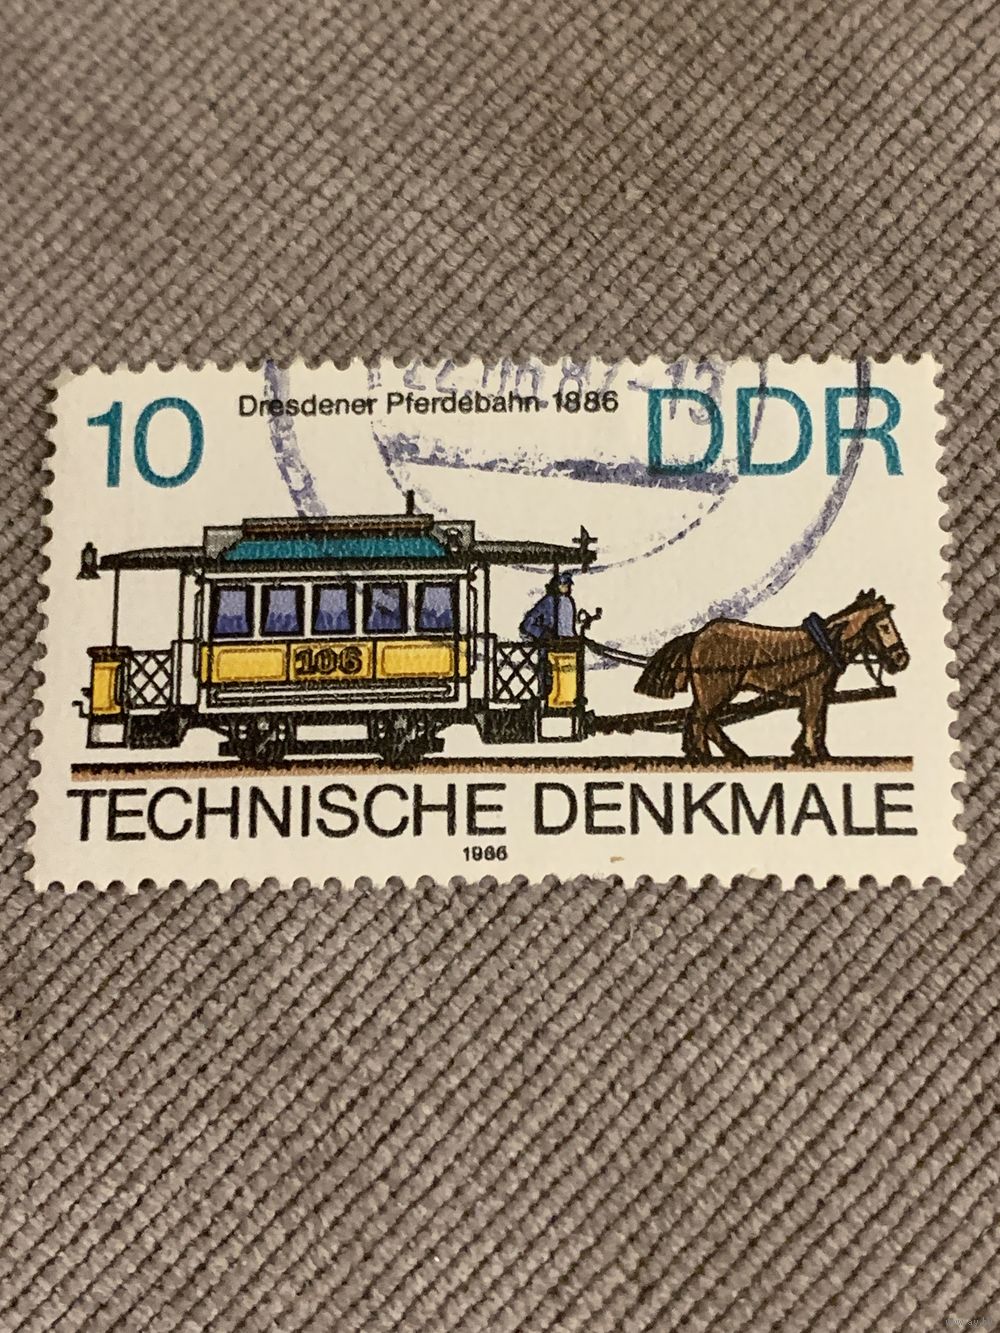 10
Dresdener Pferdebahn 1886
DDR
106
TECHNISCHE DENKMALE
1986